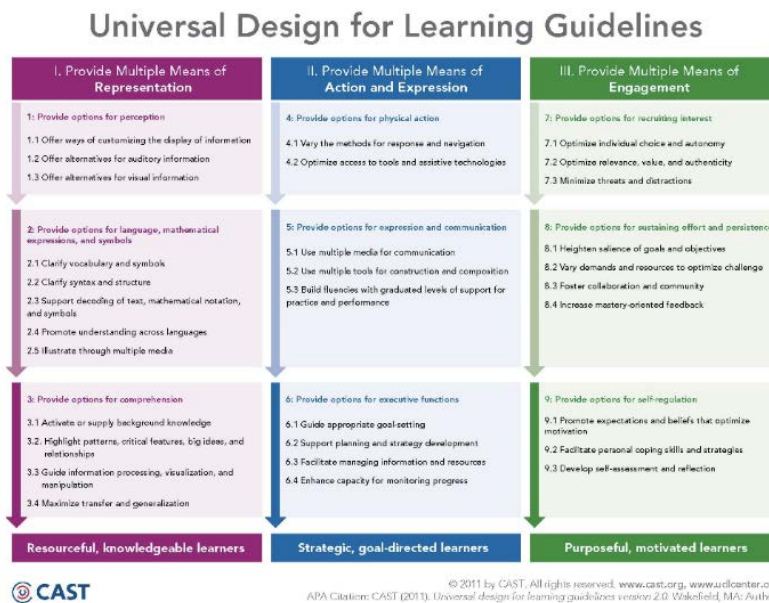 Universal Design for Learning Guidelines
I. Provide Multiple Means of
Representation
1: Provide options for perception
1.1 Offer ways of customizing the display of information
1.2 Offer alternatives for auditory information
1.3 Offer alternatives for visual information
2: Provide options for language, mathematical
expressions, and symbols
2.1 Clarify vocabulary and symbols
2.2 Clarify syntax and structure
2.3 Support decoding of text, mathematical notation,
and symbols
2.4 Promote understanding across languages
2.5 Illustrate through multiple media
3: Provide options for comprehension
3.1 Activate or supply background knowledge
3.2. Highlight patterns, critical features, big ideas, and
relationships
3.3 Guide information processing, visualization, and
manipulation
3.4 Maximize transfer and generalization
Resourceful, knowledgeable learners
II. Provide Multiple Means of
Action and Expression
4: Provide options for physical action
4.1 Vary the methods for response and navigation
4.2 Optimize access to tools and assistive technologies
5: Provide options for expression and communication
5.1 Use multiple media for communication
5.2 Use multiple tools for construction and composition
5.3 Build fluencies with graduated levels of support for
practice and performance
6: Provide options for executive functions
6.1 Guide appropriate goal-setting
6.2 Support planning and strategy development
6.3 Facilitate managing information and resources
6.4 Enhance capacity for monitoring progress
Strategic, goal-directed learners
III. Provide Multiple Means of
Engagement
7: Provide options for recruiting interest
7.1 Optimize individual choice and autonomy
7.2 Optimize relevance, value, and authenticity
7.3 Minimize threats and distractions
8: Provide options for sustaining effort and persistence
8.1 Heighten salience of goals and objectives
8.2 Vary demands and resources to optimize challenge
8.3 Foster collaboration and community
8.4 Increase mastery-oriented feedback
9: Provide options for self-regulation
9.1 Promote expectations and beliefs that optimize
motivation
9.2 Facilitate personal coping skills and strategies
9.3 Develop self-assessment and reflection
Purposeful, motivated learners
CAST
© 2011 by CAST. All rights reserved. www.cast.org, www.udlcenter.o
APA Citation: CAST (2011). Universal design for learning guidelines version 2.0. Wakefield, MA: Autho